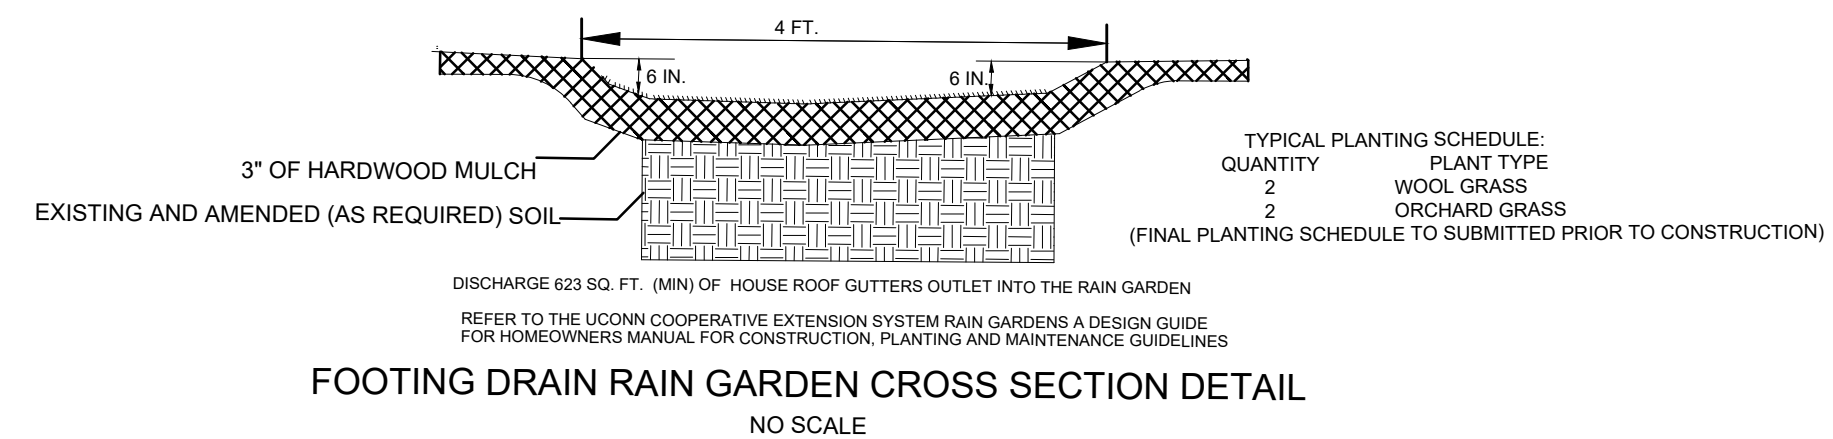 4 FT.
6 IN.
6 IN.
3" OF HARDWOOD MULCH
EXISTING AND AMENDED (AS REQUIRED) SOIL
TYPICAL PLANTING SCHEDULE:
QUANTITY PLANT TYPE
2 WOOL GRASS
2 ORCHARD GRASS
(FINAL PLANTING SCHEDULE TO SUBMITTED PRIOR TO CONSTRUCTION)
DISCHARGE 623 SQ. FT. (MIN) OF HOUSE ROOF GUTTERS OUTLET INTO THE RAIN GARDEN
REFER TO THE UCONN COOPERATIVE EXTENSION SYSTEM RAIN GARDENS A DESIGN GUIDE
FOR HOMEOWNERS MANUAL FOR CONSTRUCTION, PLANTING AND MAINTENANCE GUIDELINES
FOOTING DRAIN RAIN GARDEN CROSS SECTION DETAIL
NO SCALE